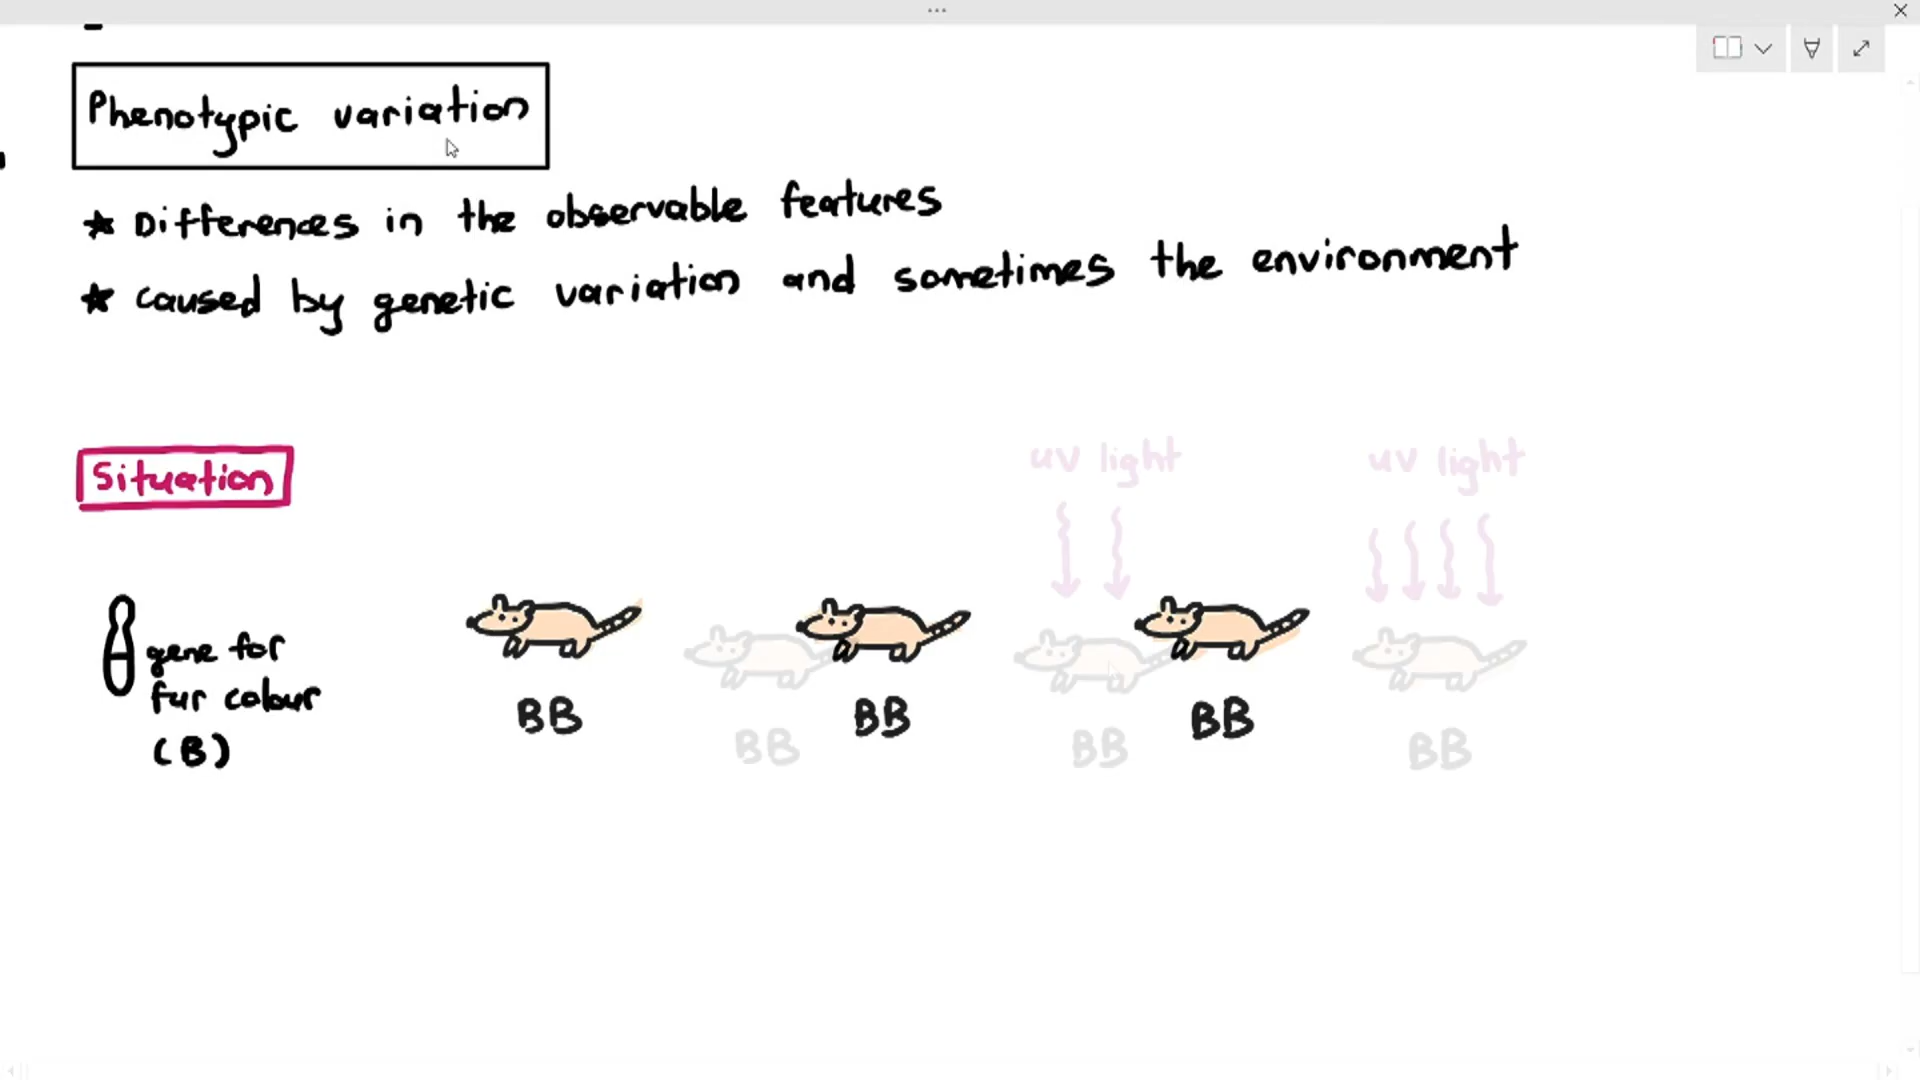 Phenotypic variation
★ Differences in the observable features
★ caused by genetic variation and sometimes the environment
Situation
uv light
uv light
gene for
fur colour
(B)
BB
BB
BB
BB
BB
BB